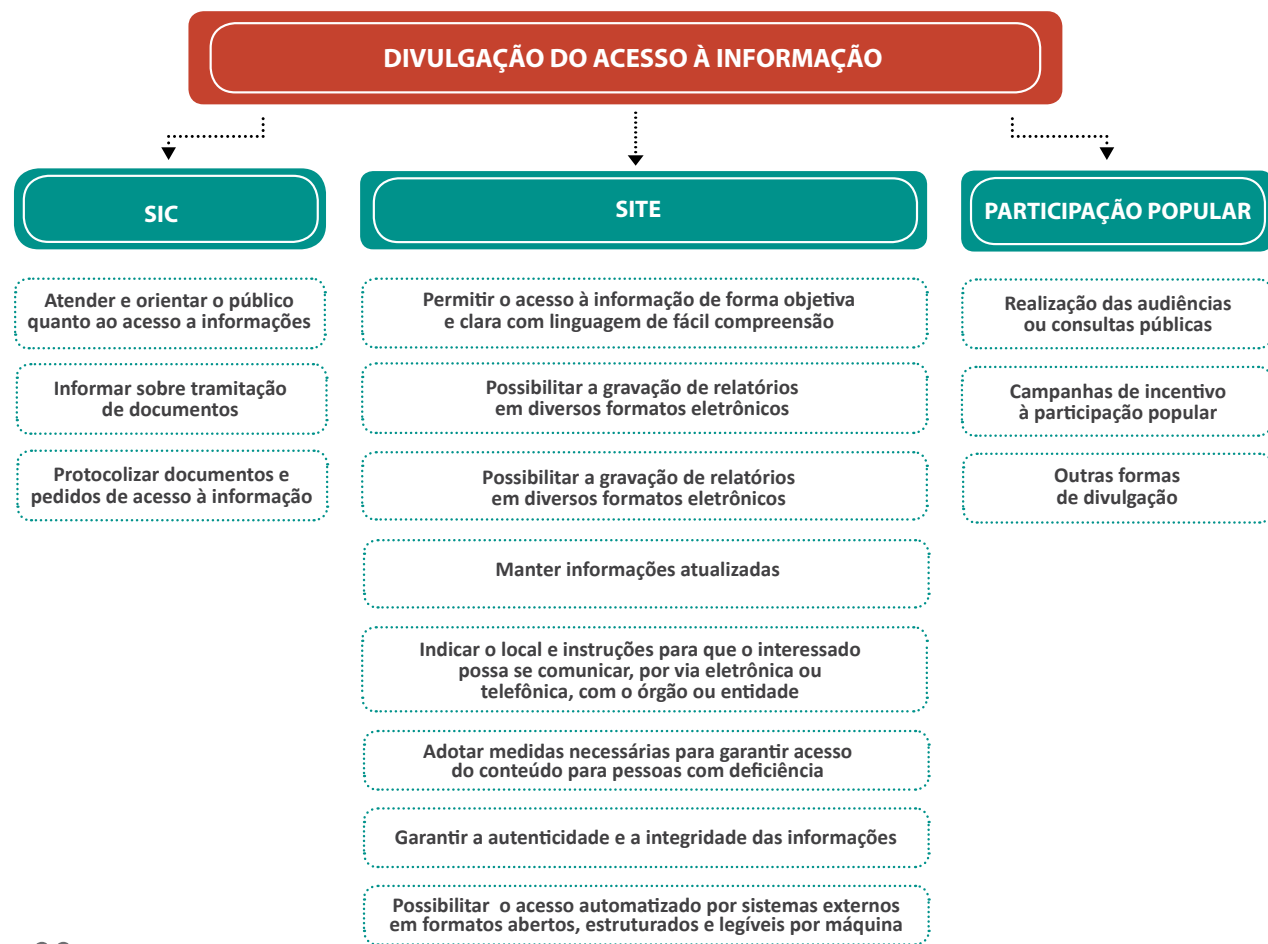 DIVULGAÇÃO DO ACESSO À INFORMAÇÃO
SIC
Atender e orientar o público
quanto ao acesso a informações
Informar sobre tramitação
de documentos
Protocolizar documentos e
pedidos de acesso à informação
SITE
Permitir o acesso à informação de forma objetiva
e clara com linguagem de fácil compreensão
Possibilitar a gravação de relatórios
em diversos formatos eletrônicos
Possibilitar a gravação de relatórios
em diversos formatos eletrônicos
Manter informações atualizadas
Indicar o local e instruções para que o interessado
possa se comunicar, por via eletrônica ou
telefônica, com o órgão ou entidade
Adotar medidas necessárias para garantir acesso
do conteúdo para pessoas com deficiência
Garantir a autenticidade e a integridade das informações
Possibilitar o acesso automatizado por sistemas externos
em formatos abertos, estruturados e legíveis por máquina
PARTICIPAÇÃO POPULAR
Realização das audiências
ou consultas públicas
Campanhas de incentivo
à participação popular
Outras formas
de divulgação